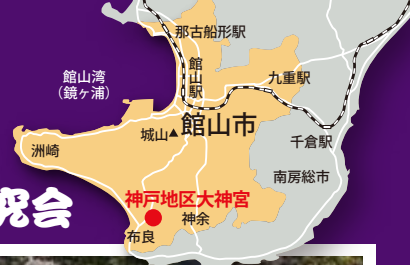 那古船形駅
館山湾
(鏡ヶ浦)
館山駅
九重駅
城山▲
館山市
千倉駅
洲崎
南房総市
神戸地区大神宮
神余
布良
究会